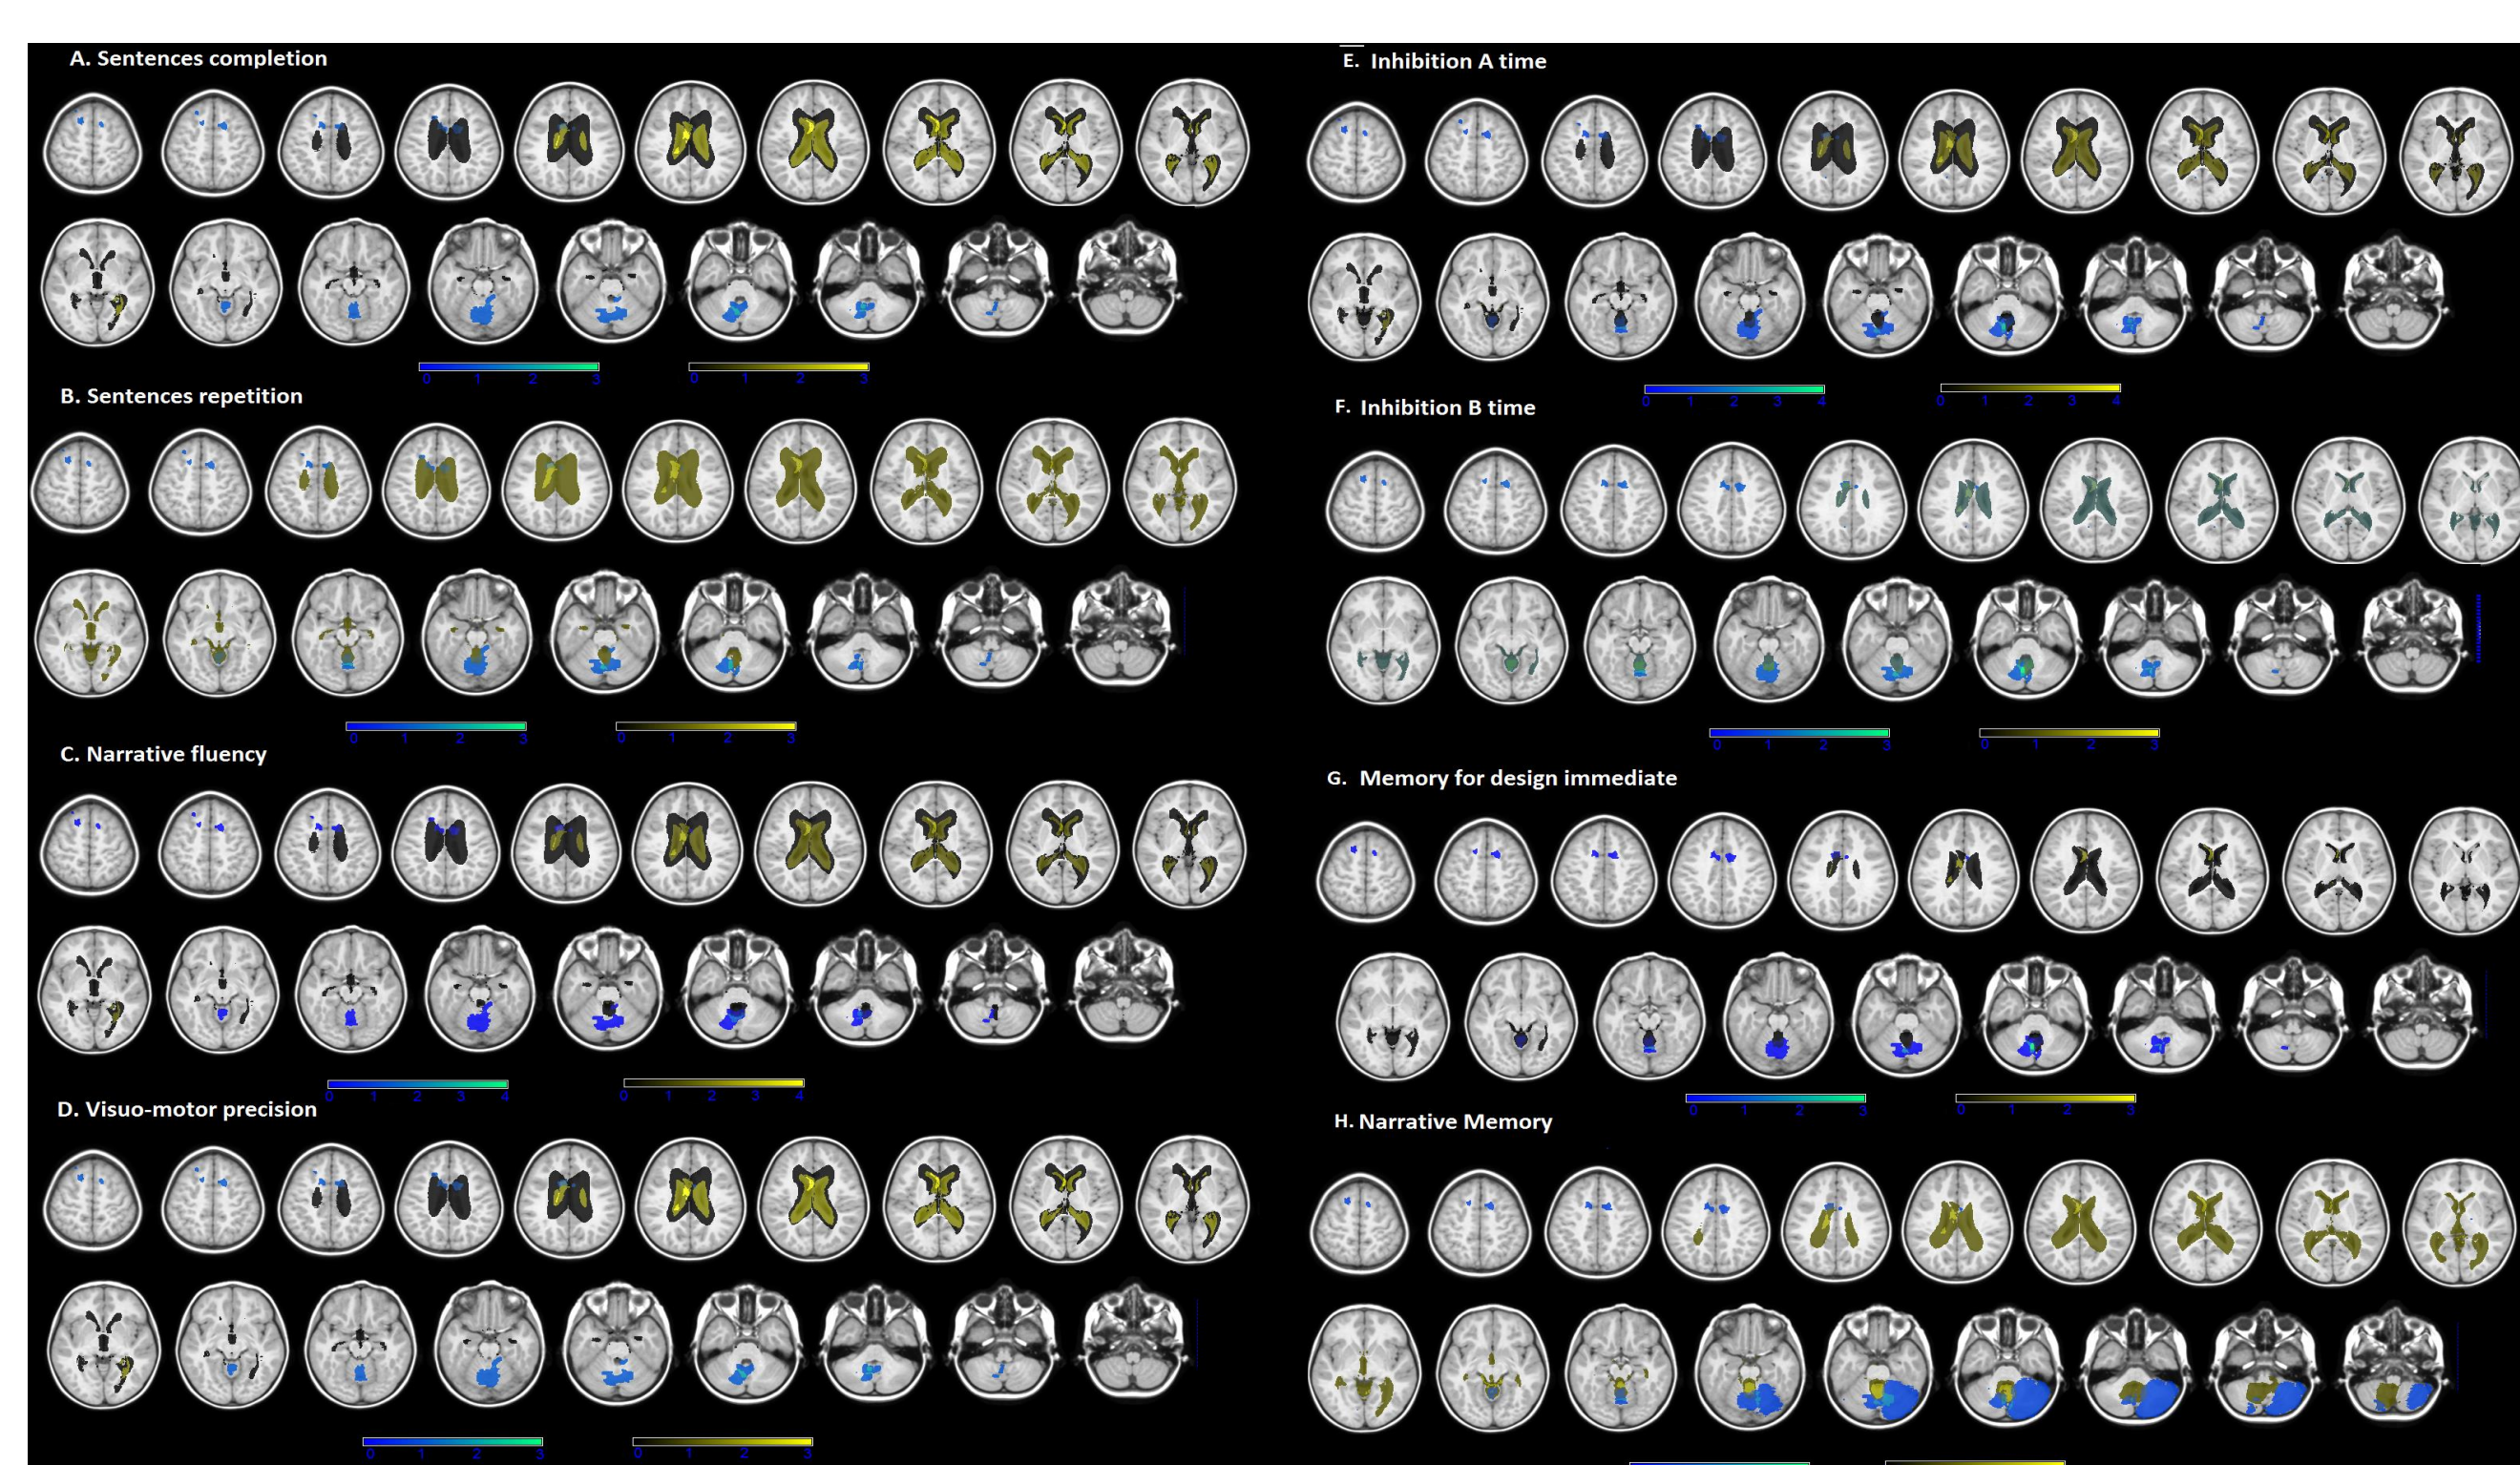 A. Sentences completion
0 1 2 3 0 1 2 3
B. Sentences repetition
0 1 2 3 0 1 2 3
C. Narrative fluency
0 1 2 3 4 0 1 2 3 4
D. Visuo-motor precision
0 1 2 3 0 1 2 3
E. Inhibition A time
0 1 2 3 4 0 1 2 3 4
F. Inhibition B time
0 1 2 3 0 1 2 3
G. Memory for design immediate
0 1 2 3 0 1 2 3
H. Narrative Memory